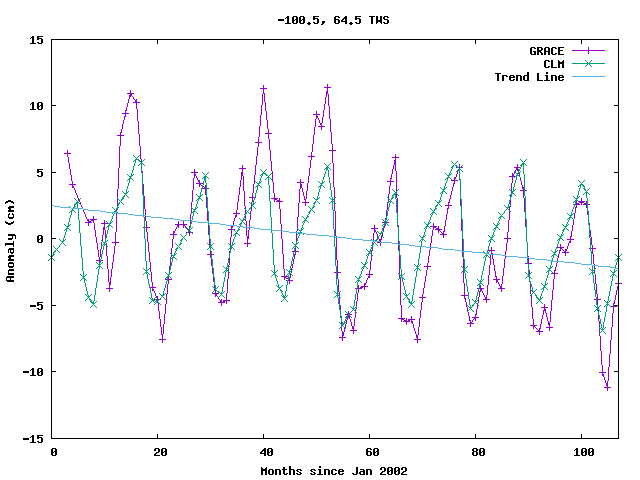 -100.5, 64.5 TWS
15
10
5
0
-5
-10
-15
Anomaly (cm)
GRACE
CLM
Trend Line
0 20 40 60 80 100
Months since Jan 2002